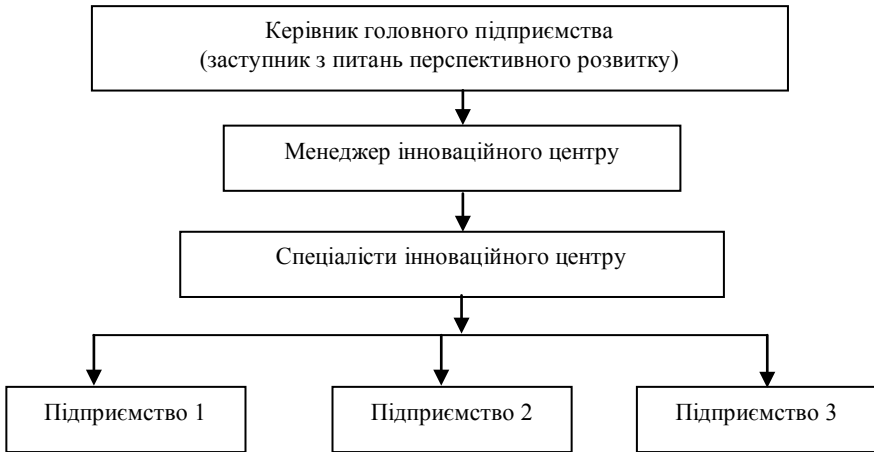 Керівник головного підприємства
(заступник з питань перспективного розвитку)
Менеджер інноваційного центру
Спеціалісти інноваційного центру
Підприємство 1
Підприємство 2
Підприємство 3